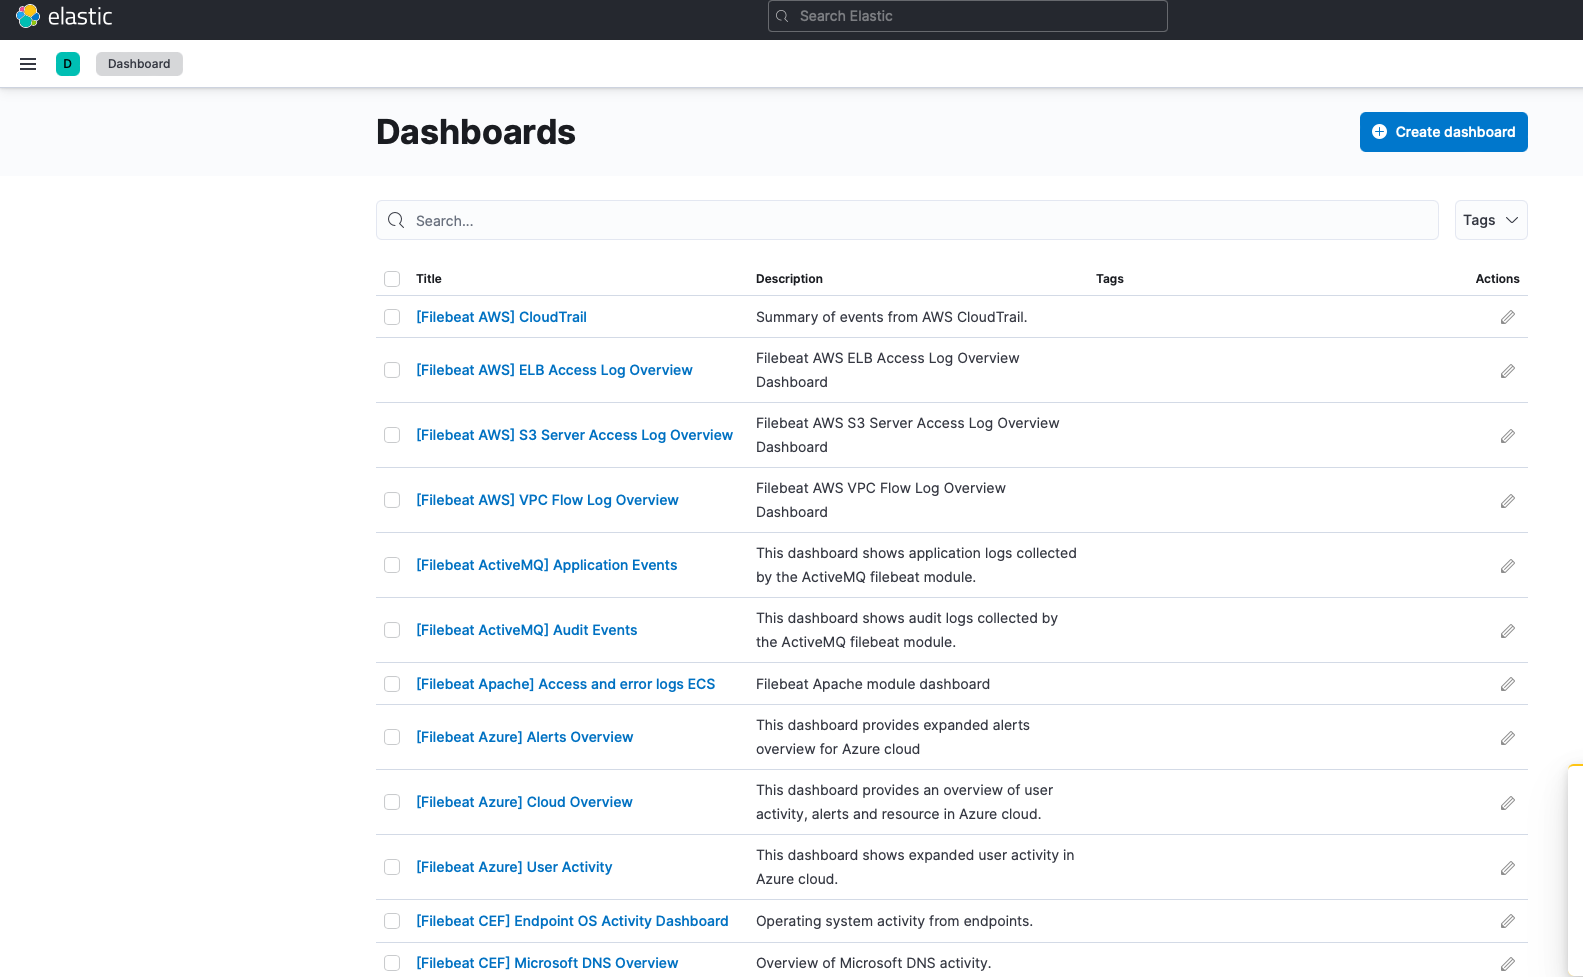 elastic
Search Elastic
D
Dashboard
Dashboards
Create dashboard
Search...
Tags
Title Description Tags Actions
[Filebeat AWS] CloudTrail
Summary of events from AWS CloudTrail.
[Filebeat AWS] ELB Access Log Overview
Filebeat AWS ELB Access Log Overview
Dashboard
[Filebeat AWS] S3 Server Access Log Overview
Filebeat AWS S3 Server Access Log Overview
Dashboard
[Filebeat AWS] VPC Flow Log Overview
Filebeat AWS VPC Flow Log Overview
Dashboard
[Filebeat ActiveMQ] Application Events
This dashboard shows application logs collected
by the ActiveMQ filebeat module.
[Filebeat ActiveMQ] Audit Events
This dashboard shows audit logs collected by
the ActiveMQ filebeat module.
[Filebeat Apache] Access and error logs ECS
Filebeat Apache module dashboard
[Filebeat Azure] Alerts Overview
This dashboard provides expanded alerts
overview for Azure cloud
[Filebeat Azure] Cloud Overview
This dashboard provides an overview of user
activity, alerts and resource in Azure cloud.
[Filebeat Azure] User Activity
This dashboard shows expanded user activity in
Azure cloud.
[Filebeat CEF] Endpoint OS Activity Dashboard
Operating system activity from endpoints.
[Filebeat CEF] Microsoft DNS Overview
Overview of Microsoft DNS activity.